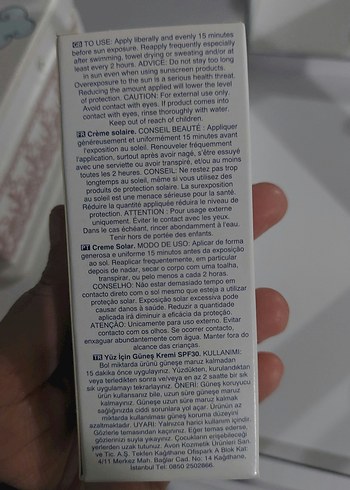 GB TO USE: Apply liberally and evenly 15 minutes
before sun exposure. Reapply frequently especially
after swimming, towel drying or sweating and/or at
least every 2 hours. ADVICE: Do not stay too long
in sun even when using sunscreen products.
Overexposure to the sun is a serious health threat.
Reducing the amount applied will lower the level
of protection. CAUTION: For external use only.
Avoid contact with eyes. If product comes into
contact with eyes, rinse thoroughly with water.
Keep out of reach of children.
FR Crème solaire. CONSEIL BEAUTÉ : Appliquer
généreusement et uniformément 15 minutes avant
l'exposition au soleil. Renouveler fréquemment
l'application, surtout après avoir nagé, s'être essuyé
avec une serviette ou avoir transpiré, et/ou au moins
toutes les 2 heures. CONSEIL: Ne restez pas trop
longtemps au soleil, même si vous utilisez des
produits de protection solaire. La surexposition
au soleil est une menace sérieuse pour la santé.
Réduire la quantité appliquée réduira le niveau de
protection. ATTENTION : Pour usage externe
uniquement. Éviter le contact avec les yeux.
Dans le cas échéant, rincer abondamment à l'eau.
Tenir hors de portée des enfants.
PT Creme Solar. MODO DE USO: Aplicar de forma
generosa e uniforme 15 minutos antes da exposição
ao sol. Reaplicar frequentemente, em particular
depois de nadar, secar o corpo com uma toalha,
transpirar, ou pelo menos a cada 2 horas.
CONSELHO: Não estar demasiado tempo em
contacto direto com o sol mesmo que esteja a utilizar
proteção solar. Exposição solar excessiva pode
causar danos à saúde. Reduzir a quantidade
aplicada irá diminuir a eficácia da proteção.
ATENÇÃO: Unicamente para uso externo. Evitar
contacto com os olhos. Se ocorrer contacto,
enxaguar abundantemente com água. Manter fora do
alcance das crianças.
TR Yüz İçin Güneş Kremi SPF30. KULLANIMI:
Bol miktarda ürünü güneşe maruz kalmadan
15 dakika önce uygulayınız. Yüzdükten, kurulandıktan
veya terledikten sonra ve/veya en az 2 saatte bir sık
sık uygulamayı tekrarlayınız. ÖNERİ: Güneş koruyucu
ürün kullansanız bile, uzun süre güneşe maruz
kalmayınız. Güneşe uzun süre maruz kalmak
sağlığınızda ciddi sorunlara yol açar. Ürünün az
miktarda kullanılması güneş koruma düzeyini
azaltmaktadır. UYARI: Yalnızca harici kullanım içindir.
Gözlerle temasından kaçınınız. Eğer temas ederse,
gözlerinizi suyla yıkayınız. Çocukların erişebileceği
yerlerden uzak tutunuz. Avon Kozmetik Ürünleri San.
ve Tic. A.Ş. Tekfen Kağıthane Ofispark A Blok Kat:
4/11 Merkez Mah. Bağlar Cad. No: 14 Kağıthane,
İstanbul Tel: 0850 2502866.